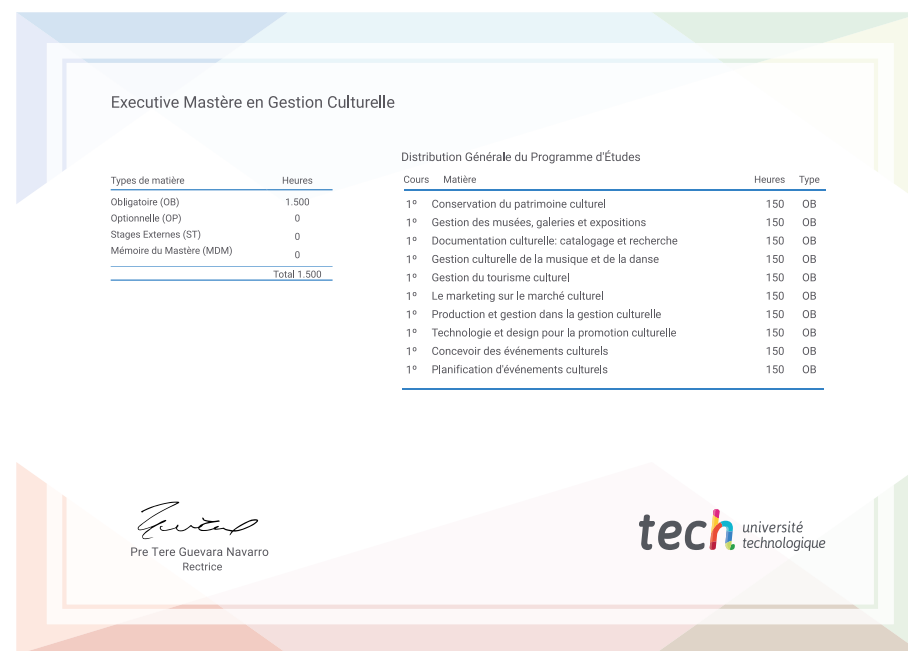 Executive Mastère en Gestion Culturelle
Types de matière Heures
Obligatoire (OB) 1.500
Optionnelle (OP) 0
Stages Externes (ST) 0
Mémoire du Mastère (MDM) 0
Total 1.500
Distribution Générale du Programme d'Études
Cours Matière Heures Type
1º Conservation du patrimoine culturel 150 OB
1º Gestion des musées, galeries et expositions 150 OB
1º Documentation culturelle: catalogage et recherche 150 OB
1º Gestion culturelle de la musique et de la danse 150 OB
1º Gestion du tourisme culturel 150 OB
1º Le marketing sur le marché culturel 150 OB
1º Production et gestion dans la gestion culturelle 150 OB
1º Technologie et design pour la promotion culturelle 150 OB
1º Concevoir des événements culturels 150 OB
1º Planification d'événements culturels 150 OB
Pre Tere Guevara Navarro
Rectrice
tech université
technologique